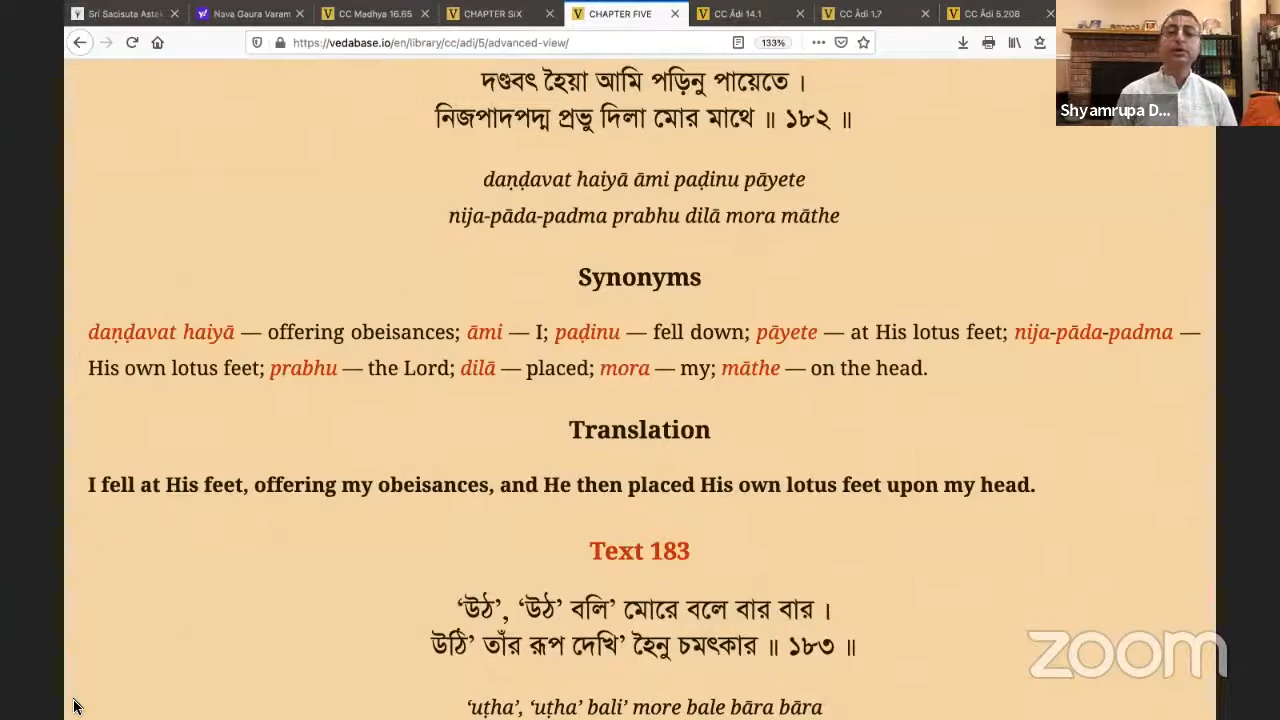 Sri Sacisuta Astak
Nava Gaura Varam
CC Madhya 16.65
CHAPTER SIX
CHAPTER FIVE
CC Ādi 14.1
CC Ādi 1.7
CC Ādi 5.208
https://vedabase.io/en/library/cc/adi/5/advanced-view/
133%
Shyamrupa D...
দণ্ডবৎ হৈয়া আমি পড়িনু পায়েতে ।
নিজপাদপদ্ম প্রভু দিলা মোর মাথে ॥ ১৮২ ॥
daṇḍavat haiyā āmi paḍinu pāyete
nija-pāda-padma prabhu dilā mora māthe
Synonyms
daṇḍavat haiyā — offering obeisances; āmi — I; paḍinu — fell down; pāyete — at His lotus feet; nija-pāda-padma —
His own lotus feet; prabhu — the Lord; dilā — placed; mora — my; māthe — on the head.
Translation
I fell at His feet, offering my obeisances, and He then placed His own lotus feet upon my head.
Text 183
‘উঠ’, ‘উঠ’ বলি’ মোরে বলে বার বার ।
উঠি’ তাঁর রূপ দেখি’ হৈনু চমৎকার ॥ ১৮৩ ॥
zoom
‘uṭha’, ‘uṭha’ bali’ more bale bāra bāra